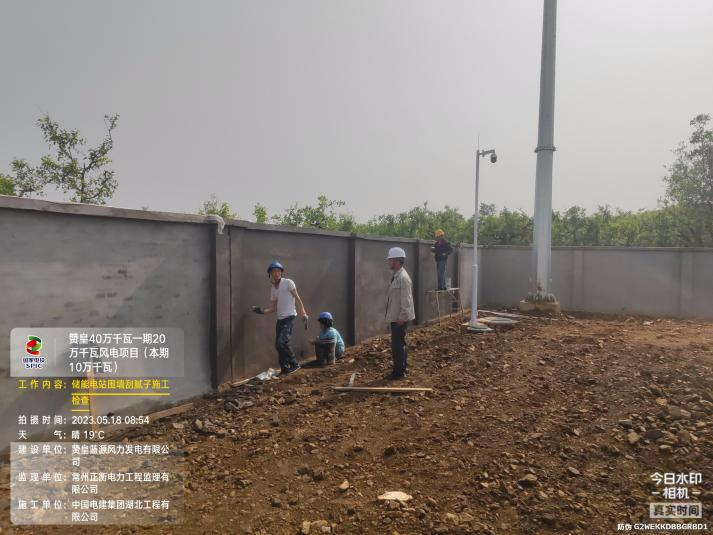 国家电投
SPIC
赞皇40万千瓦一期20
万千瓦风电项目（本期
10万千瓦）
工作内容：储能电站围墙刮腻子施工
检查
拍摄时间：2023.05.18 08:54
天气：晴 19°C
建设单位：赞皇蓝源风力发电有限公
司
监理单位：常州正衡电力工程监理有
限公司
施工单位：中国电建集团湖北工程有
限公司
今日水印
相机
真实时间
防伪 G2WEKKDBBGRBD1